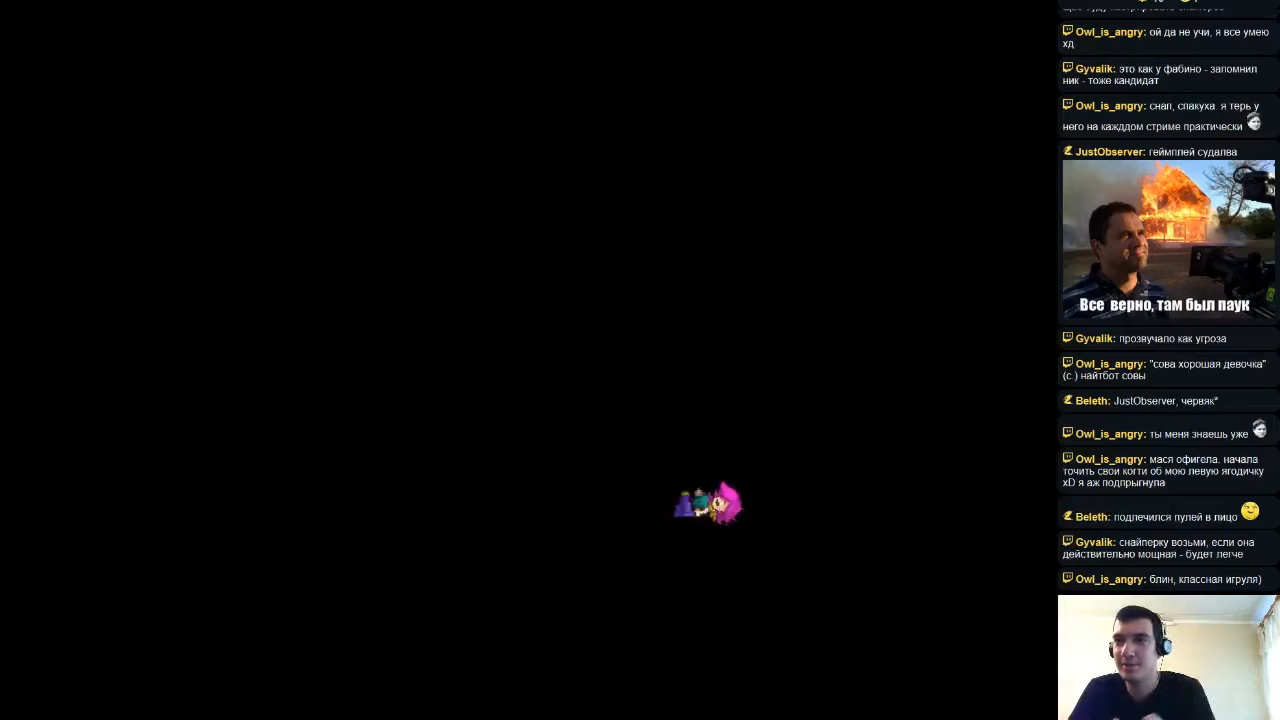 Owl_is_angry: ой да не учи, я все умею
хд
Gyvalik: это как у фабино - запомнил
ник - тоже кандидат
Owl_is_angry: снап, спакуха. я терь у
него на кажддом стриме практически
JustObserver: геймплей судалва
Все верно, там был паук
Gyvalik: прозвучало как угроза
Owl_is_angry: "сова хорошая девочка"
(с.) найтбот совы
Beleth: JustObserver, червяк*
Owl_is_angry: ты меня знаешь уже
Owl_is_angry: мася офигела. начала
точить свои когти об мою левую ягодичку
xD я аж подпрыгнула
Beleth: подлечился пулей в лицо
Gyvalik: снайперку возьми, если она
действительно мощная - будет легче
Owl_is_angry: блин, классная игруля)